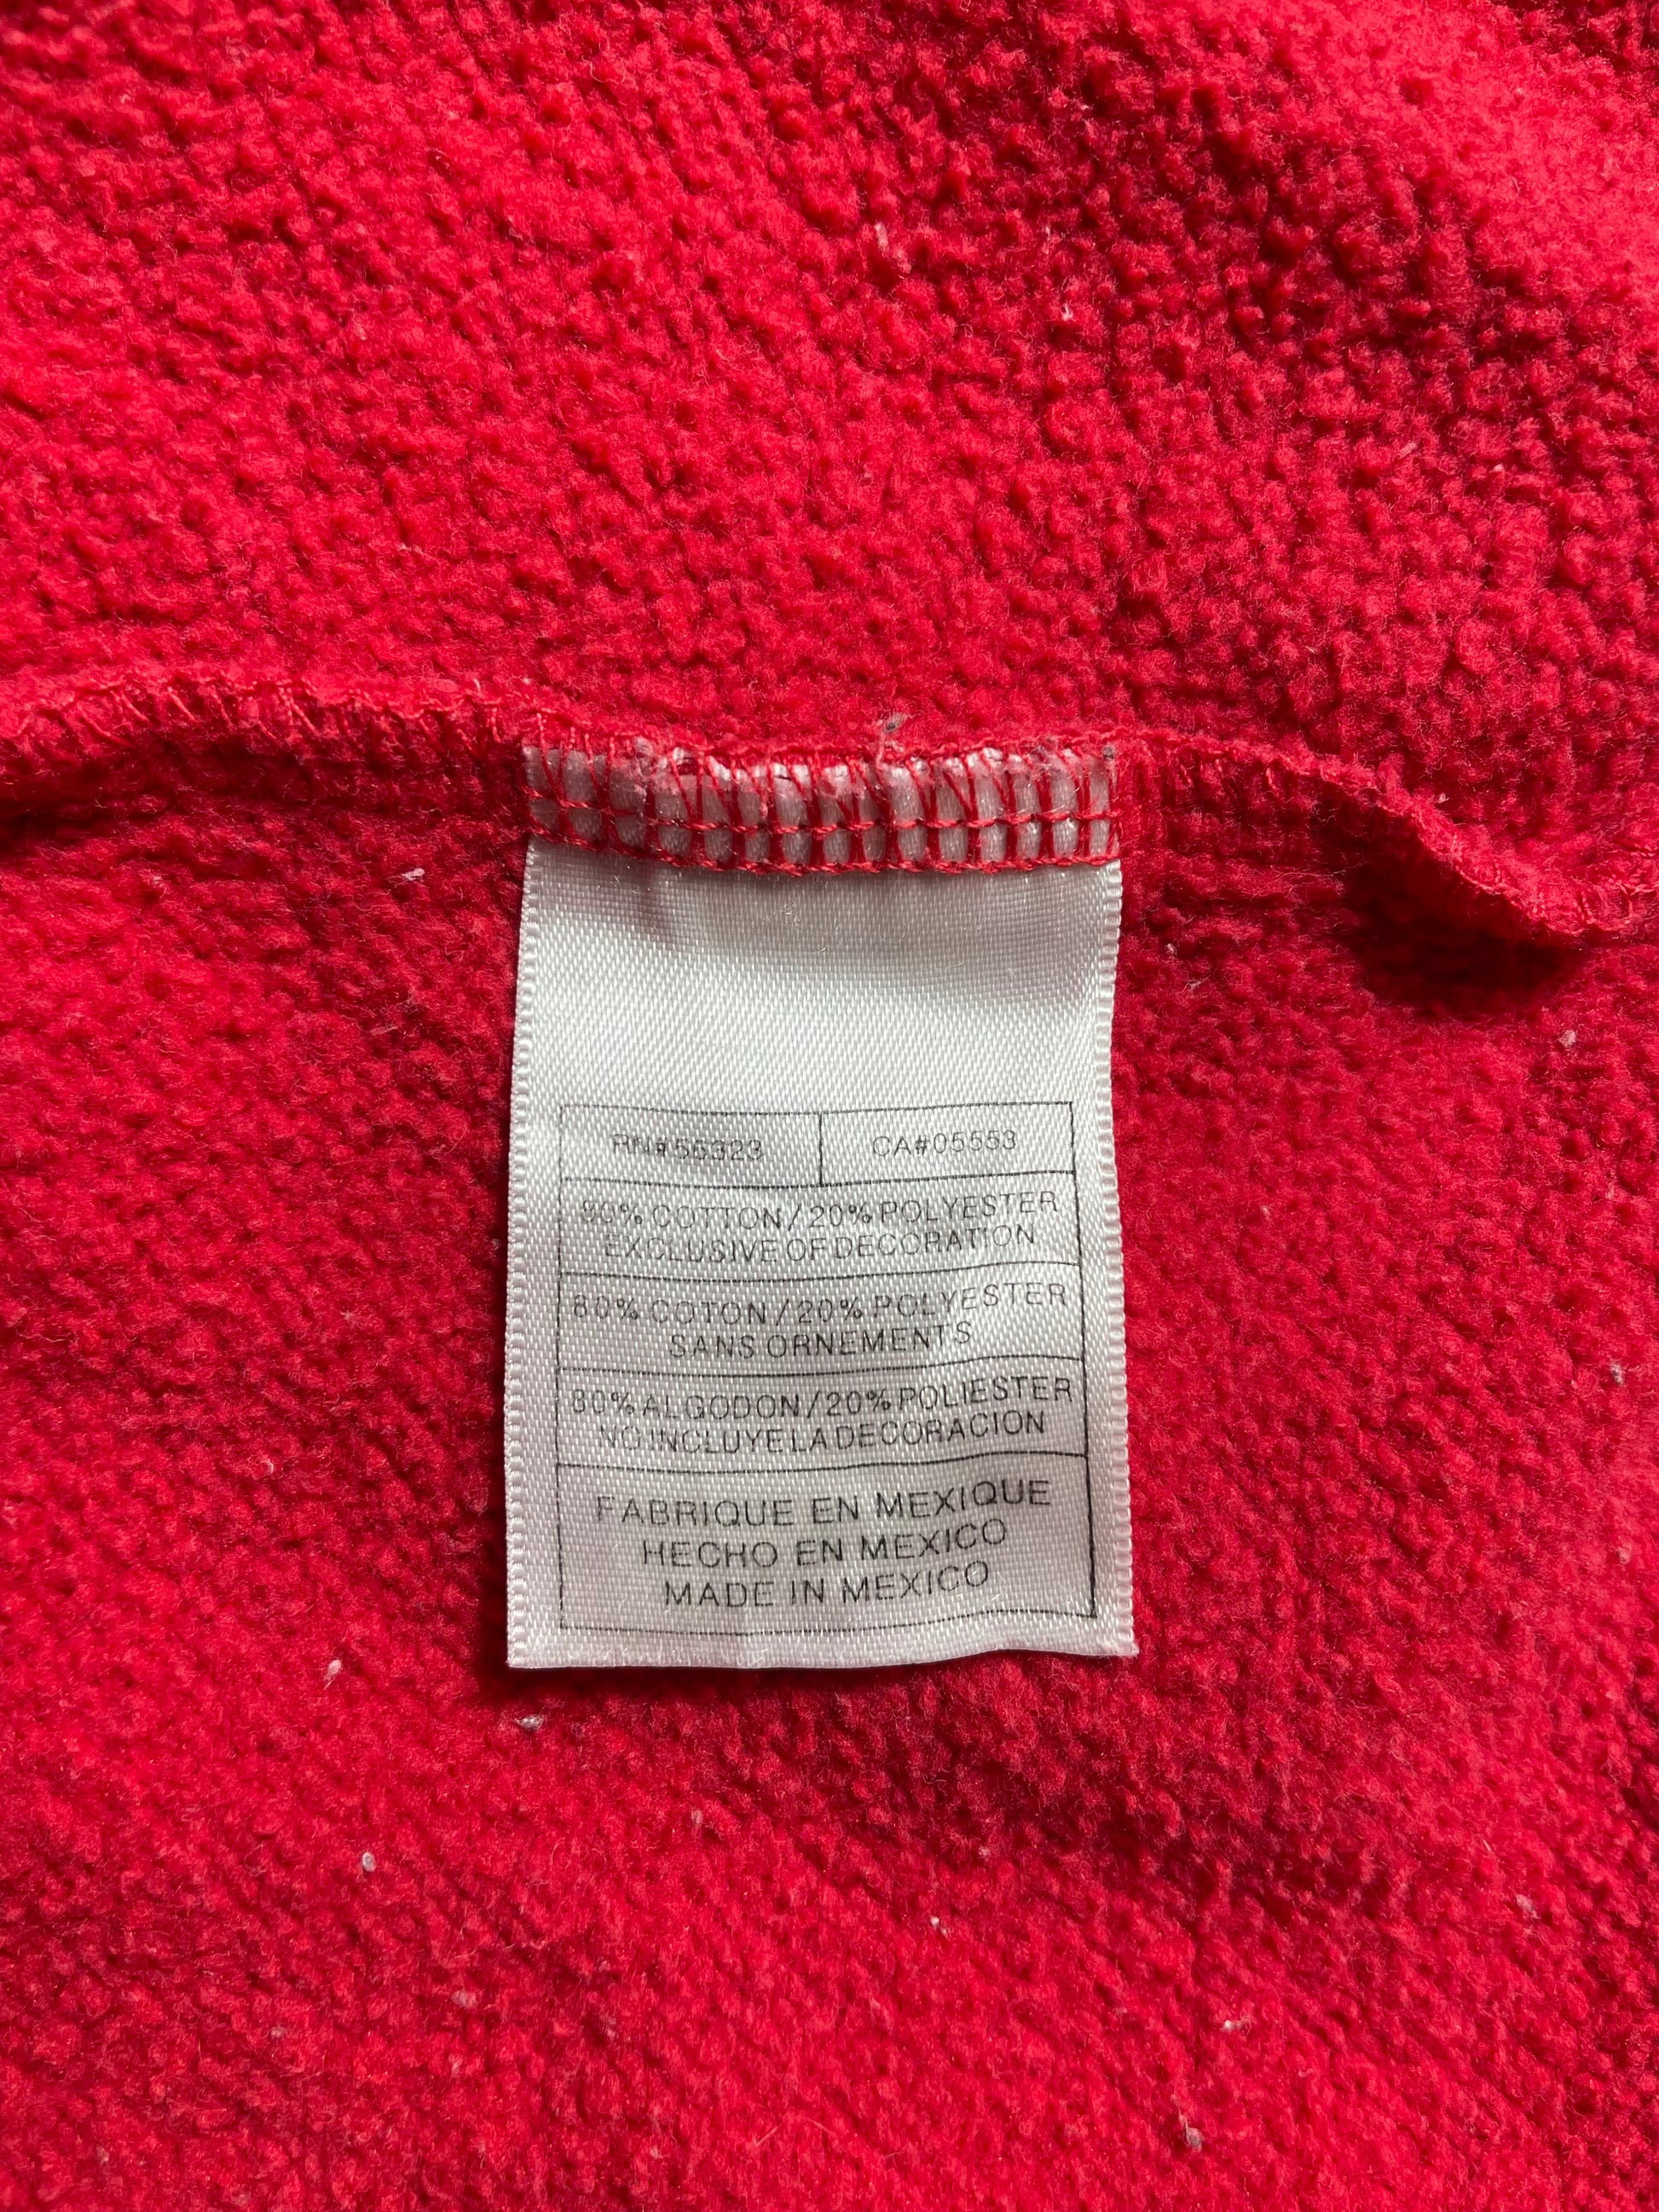 RN#56323 CA#05553
80% COTTON/20% POLYESTER
EXCLUSIVE OF DECORATION
80% COTON/20% POLYESTER
SANS ORNEMENTS
80% ALGODON/20% POLIESTER
NO INCLUYE LA DECORACION
FABRIQUE EN MEXIQUE
HECHO EN MEXICO
MADE IN MEXICO